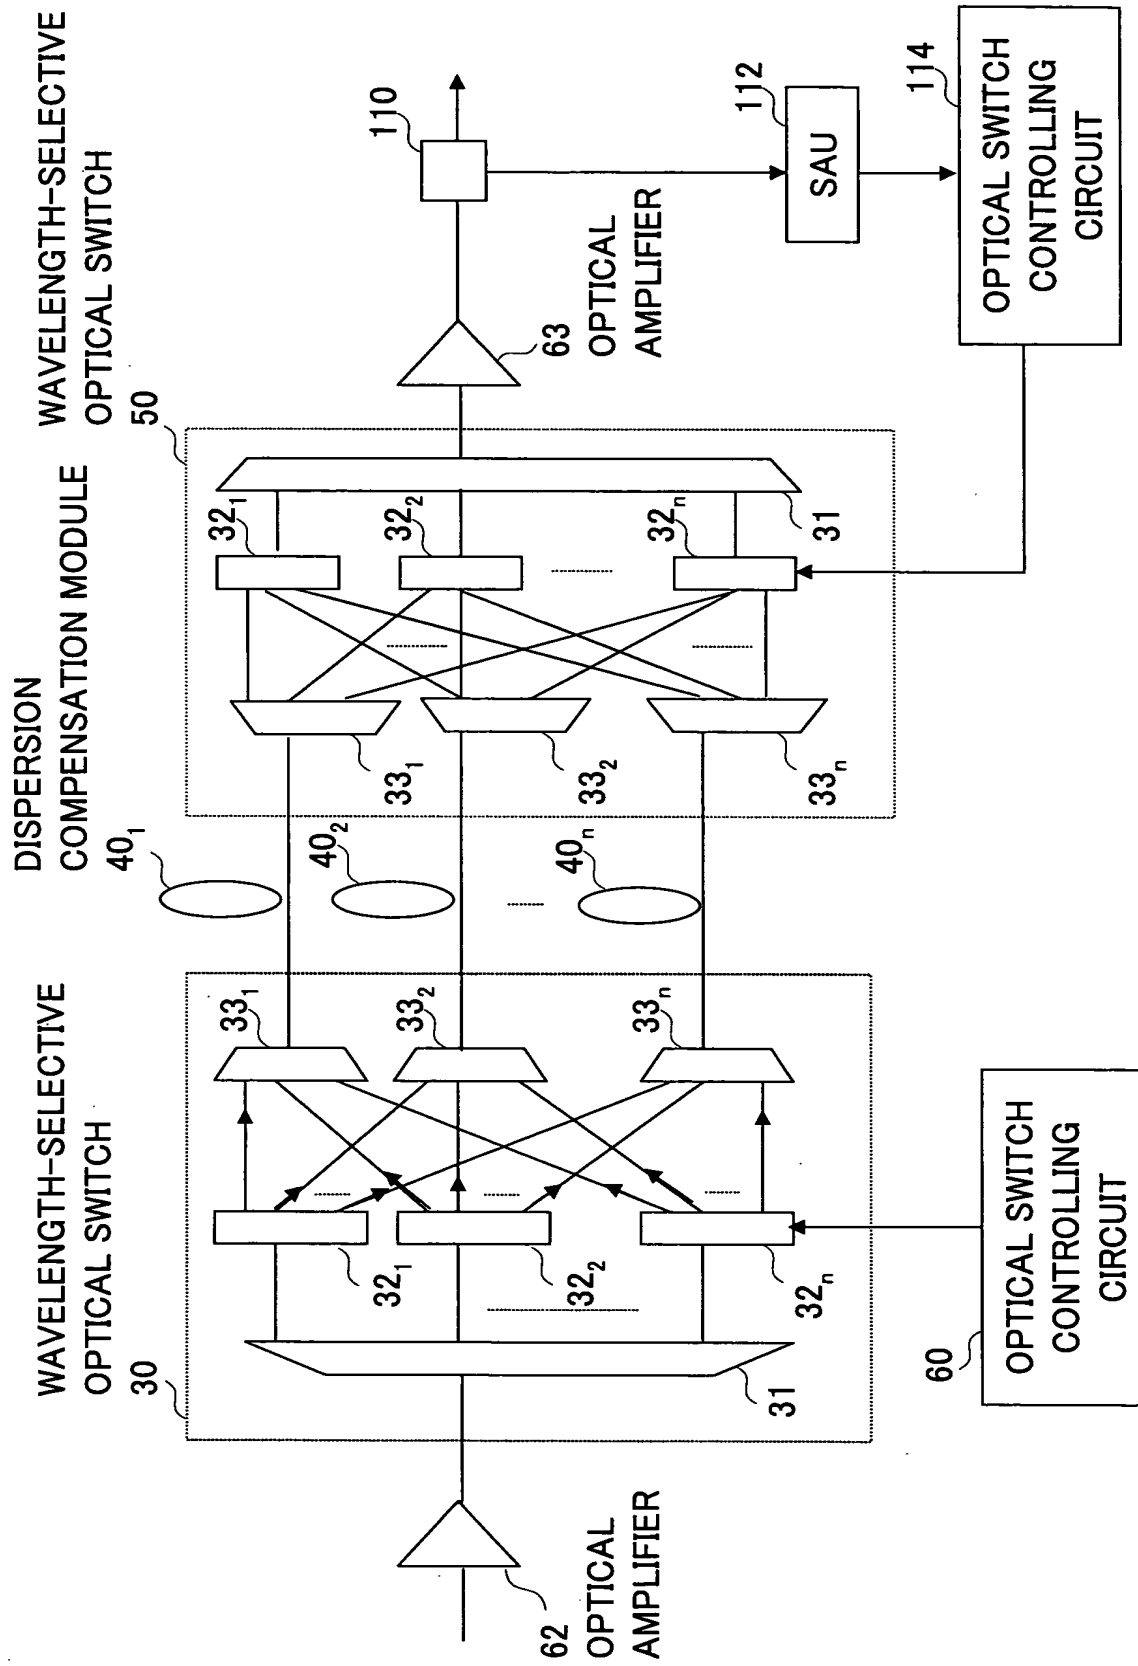 WAVELENGTH-SELECTIVE
OPTICAL SWITCH
30
DISPERSION
COMPENSATION MODULE
WAVELENGTH-SELECTIVE
OPTICAL SWITCH
50
62
OPTICAL
AMPLIFIER
31
32₁
32₂
32ₙ
33₁
33₂
33ₙ
40₁
40₂
40ₙ
33₁
33₂
33ₙ
32₁
32₂
32ₙ
31
63
OPTICAL
AMPLIFIER
110
112
SAU
114
OPTICAL SWITCH
CONTROLLING
CIRCUIT
60
OPTICAL SWITCH
CONTROLLING
CIRCUIT